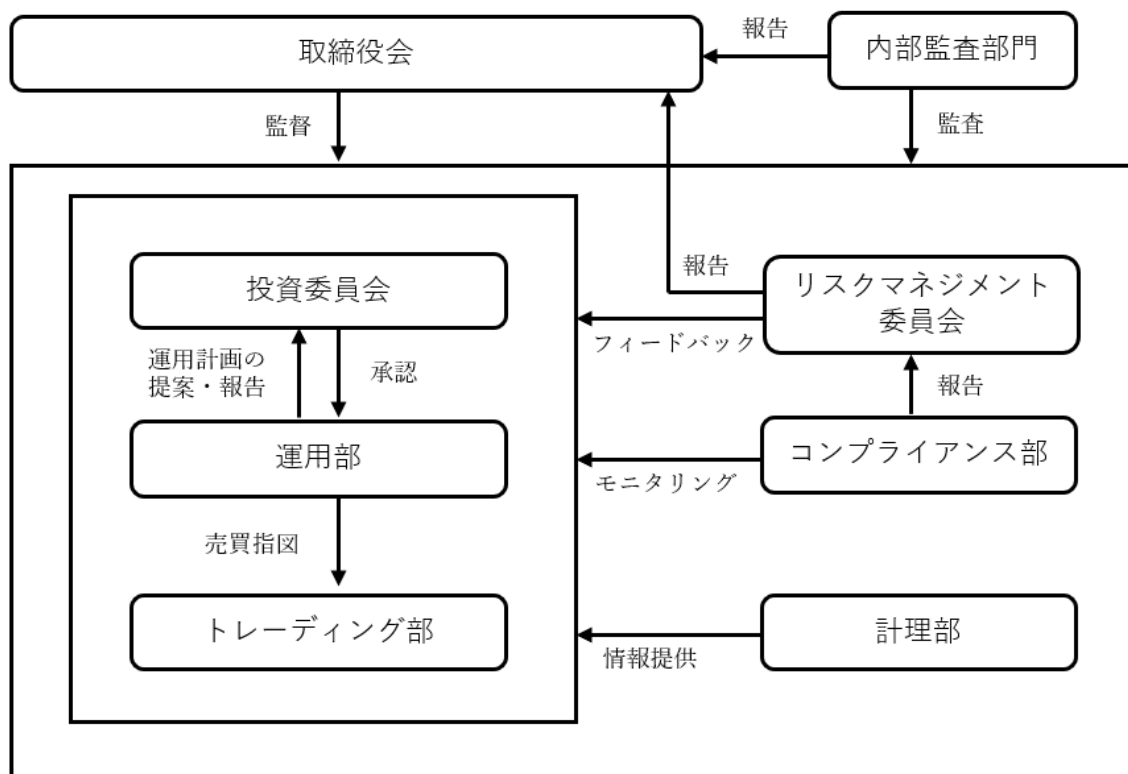 取締役会
報告
内部監査部門
監督
監査
投資委員会
報告
リスクマネジメント
委員会
フィードバック
運用計画の
提案・報告
承認
報告
運用部
コンプライアンス部
モニタリング
売買指図
トレーディング部
計理部
情報提供